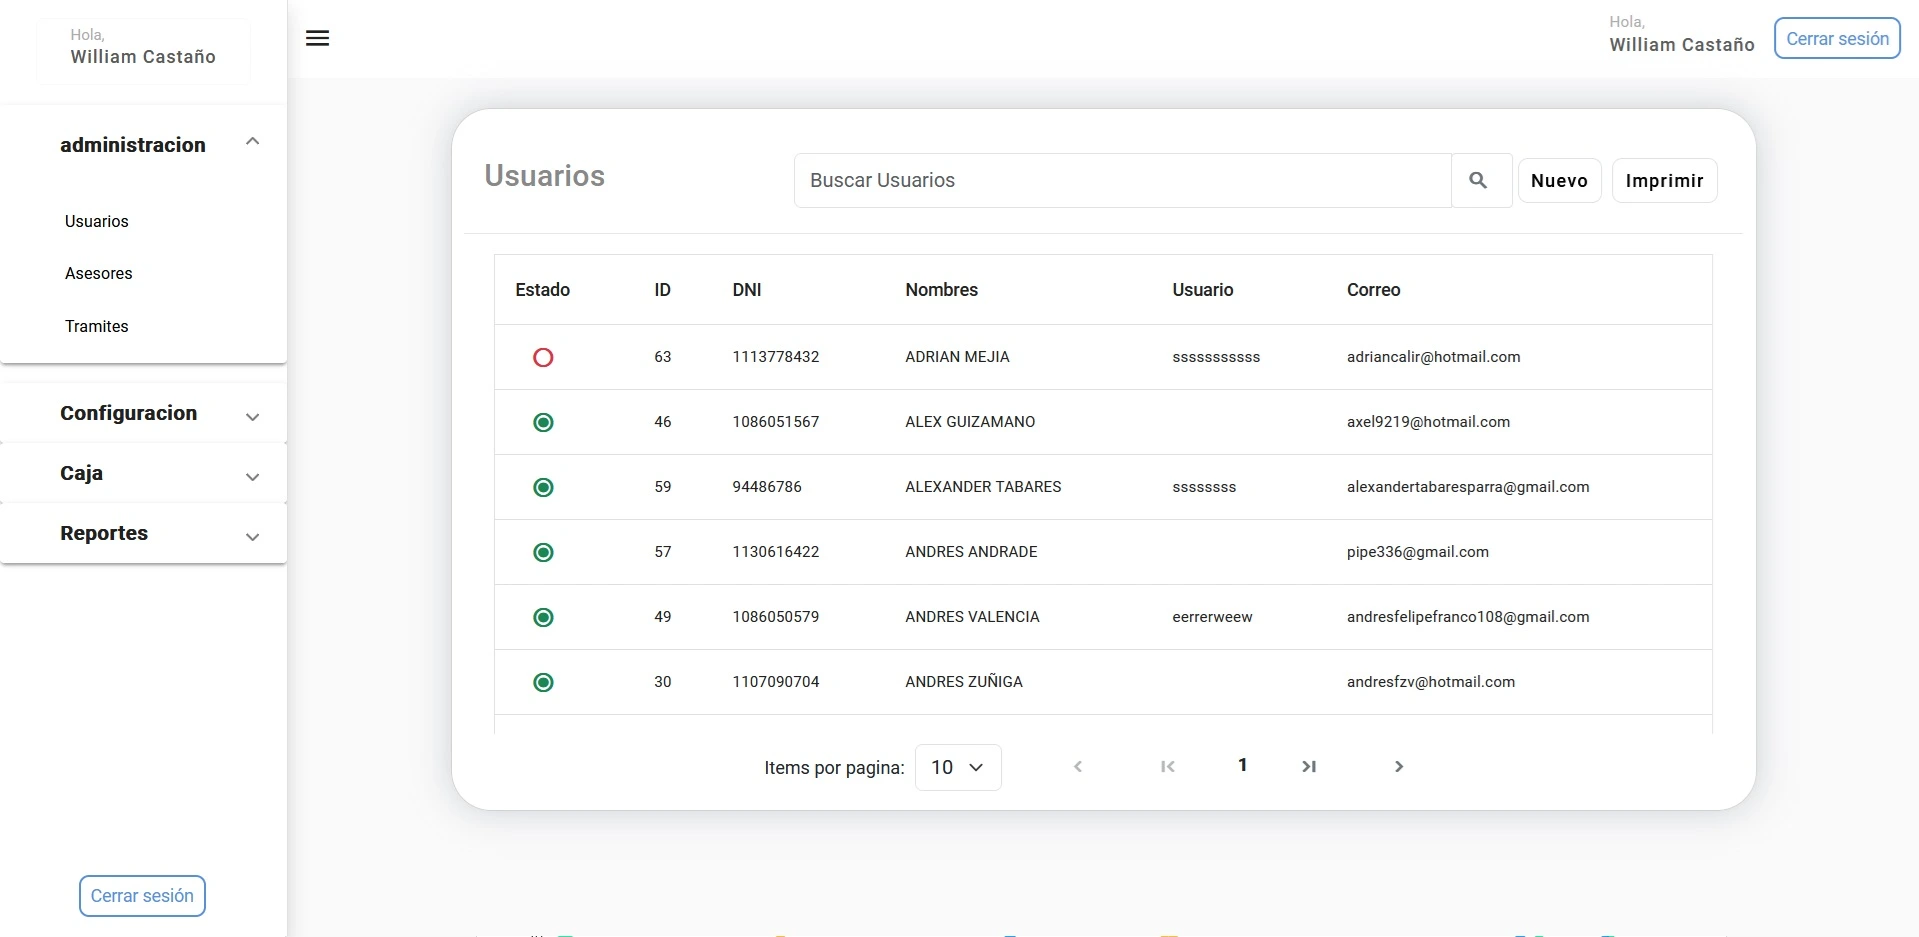 Hola,
William Castaño
administracion
Usuarios
Asesores
Tramites
Configuracion
Caja
Reportes
Cerrar sesión
Hola,
William Castaño
Cerrar sesión
Usuarios
Buscar Usuarios
Nuevo
Imprimir
Estado ID DNI Nombres Usuario Correo
63 1113778432 ADRIAN MEJIA sssssssssss adriancalir@hotmail.com
46 1086051567 ALEX GUIZAMANO axel9219@hotmail.com
59 94486786 ALEXANDER TABARES ssssssss alexandertabaresparra@gmail.com
57 1130616422 ANDRES ANDRADE pipe336@gmail.com
49 1086050579 ANDRES VALENCIA eerrerweew andresfelipefranco108@gmail.com
30 1107090704 ANDRES ZUÑIGA andresfzv@hotmail.com
Items por pagina: 10 1